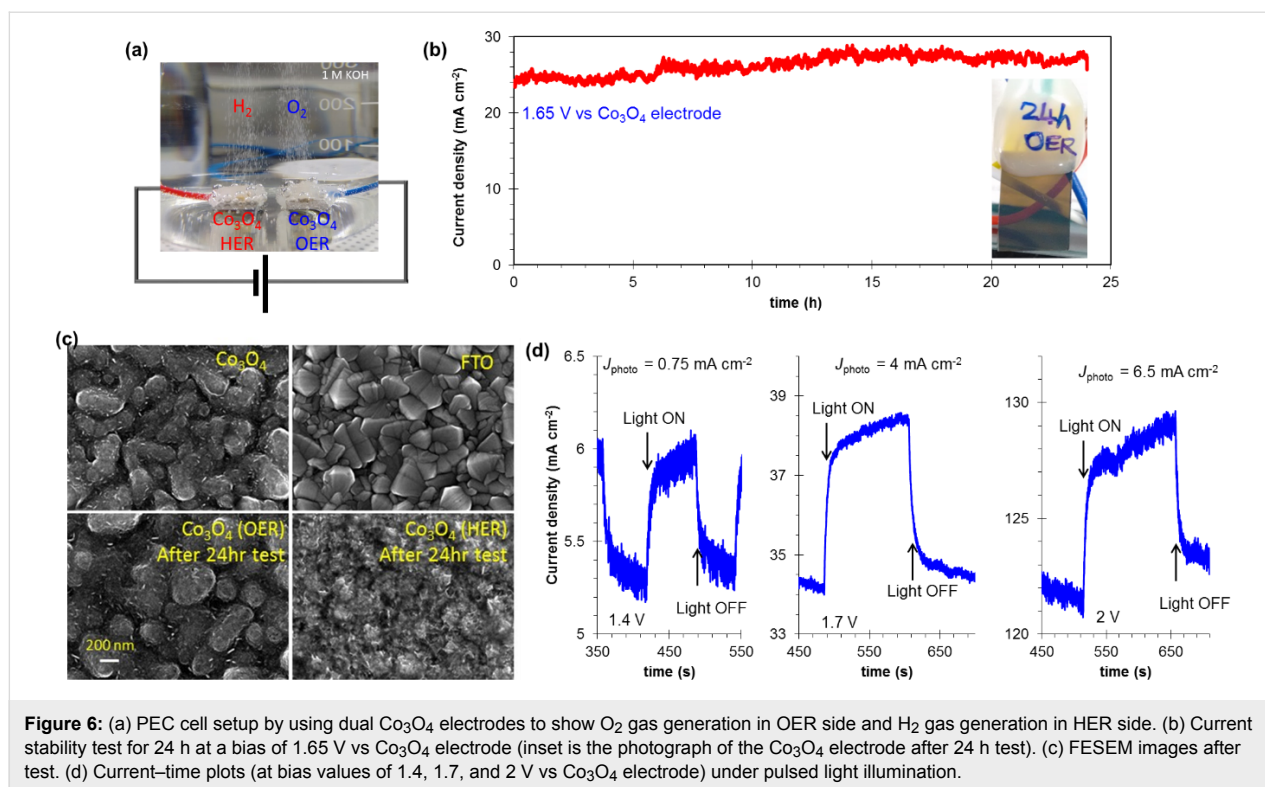 (a)
1 M KOH
H₂ O₂
200
100
Co₃O₄ Co₃O₄
HER OER
(b)
Current density (mA cm⁻²)
30
20
10
0
0 5 10 15 20 25
time (h)
1.65 V vs Co₃O₄ electrode
24h
OER
(c)
Co₃O₄
FTO
Co₃O₄ (OER)
After 24hr test
200 nm
Co₃O₄ (HER)
After 24hr test
(d)
Current density (mA cm⁻²)
6.5
6
5.5
5
Jphoto = 0.75 mA cm⁻²
Light ON
Light OFF
1.4 V
350 450 550
time (s)
39
37
35
33
Jphoto = 4 mA cm⁻²
Light ON
Light OFF
1.7 V
450 550 650
time (s)
130
125
120
Jphoto = 6.5 mA cm⁻²
Light ON
Light OFF
2 V
450 550 650
time (s)
Figure 6: (a) PEC cell setup by using dual Co₃O₄ electrodes to show O₂ gas generation in OER side and H₂ gas generation in HER side. (b) Current
stability test for 24 h at a bias of 1.65 V vs Co₃O₄ electrode (inset is the photograph of the Co₃O₄ electrode after 24 h test). (c) FESEM images after
test. (d) Current–time plots (at bias values of 1.4, 1.7, and 2 V vs Co₃O₄ electrode) under pulsed light illumination.